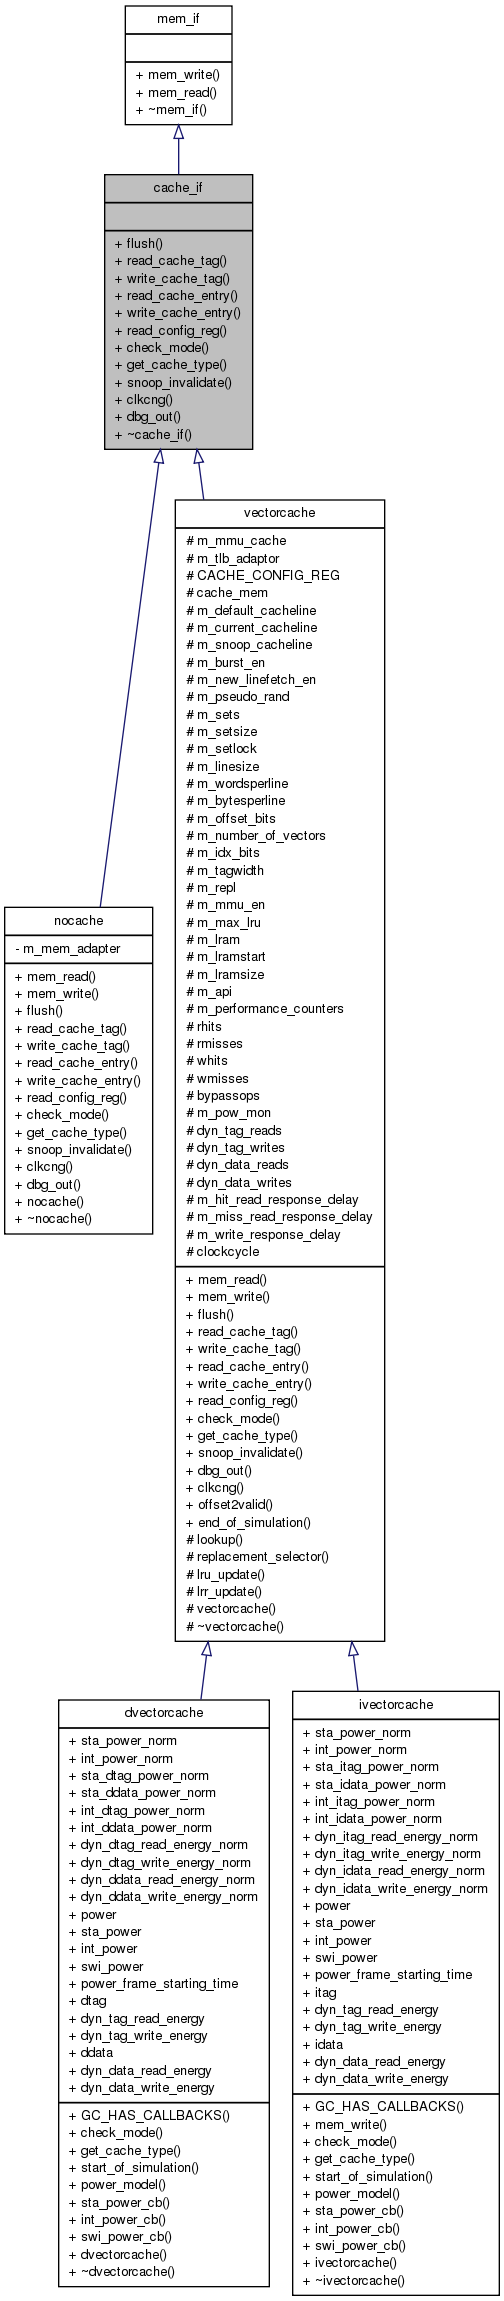 mem_if
+ mem_write()
+ mem_read()
+ ~mem_if()
cache_if
+ flush()
+ read_cache_tag()
+ write_cache_tag()
+ read_cache_entry()
+ write_cache_entry()
+ read_config_reg()
+ check_mode()
+ get_cache_type()
+ snoop_invalidate()
+ clkcng()
+ dbg_out()
+ ~cache_if()
vectorcache
# m_mmu_cache
# m_tlb_adaptor
# CACHE_CONFIG_REG
# cache_mem
# m_default_cacheline
# m_current_cacheline
# m_snoop_cacheline
# m_burst_en
# m_new_linefetch_en
# m_pseudo_rand
# m_sets
# m_setsize
# m_setlock
# m_linesize
# m_wordsperline
# m_bytesperline
# m_offset_bits
# m_number_of_vectors
# m_idx_bits
# m_tagwidth
# m_repl
# m_mmu_en
# m_max_lru
# m_lram
# m_lramstart
# m_lramsize
# m_api
# m_performance_counters
# rhits
# rmisses
# whits
# wmisses
# bypassops
# m_pow_mon
# dyn_tag_reads
# dyn_tag_writes
# dyn_data_reads
# dyn_data_writes
# m_hit_read_response_delay
# m_miss_read_response_delay
# m_write_response_delay
# clockcycle
+ mem_read()
+ mem_write()
+ flush()
+ read_cache_tag()
+ write_cache_tag()
+ read_cache_entry()
+ write_cache_entry()
+ read_config_reg()
+ check_mode()
+ get_cache_type()
+ snoop_invalidate()
+ dbg_out()
+ clkcng()
+ offset2valid()
+ end_of_simulation()
# lookup()
# replacement_selector()
# lru_update()
# lrr_update()
# vectorcache()
# ~vectorcache()
nocache
- m_mem_adapter
+ mem_read()
+ mem_write()
+ flush()
+ read_cache_tag()
+ write_cache_tag()
+ read_cache_entry()
+ write_cache_entry()
+ read_config_reg()
+ check_mode()
+ get_cache_type()
+ snoop_invalidate()
+ clkcng()
+ dbg_out()
+ nocache()
+ ~nocache()
dvectorcache
+ sta_power_norm
+ int_power_norm
+ sta_dtag_power_norm
+ sta_ddata_power_norm
+ int_dtag_power_norm
+ int_ddata_power_norm
+ dyn_dtag_read_energy_norm
+ dyn_dtag_write_energy_norm
+ dyn_ddata_read_energy_norm
+ dyn_ddata_write_energy_norm
+ power
+ sta_power
+ int_power
+ swi_power
+ power_frame_starting_time
+ dtag
+ dyn_tag_read_energy
+ dyn_tag_write_energy
+ ddata
+ dyn_data_read_energy
+ dyn_data_write_energy
+ GC_HAS_CALLBACKS()
+ check_mode()
+ get_cache_type()
+ start_of_simulation()
+ power_model()
+ sta_power_cb()
+ int_power_cb()
+ swi_power_cb()
+ dvectorcache()
+ ~dvectorcache()
ivectorcache
+ sta_power_norm
+ int_power_norm
+ sta_itag_power_norm
+ sta_idata_power_norm
+ int_itag_power_norm
+ int_idata_power_norm
+ dyn_itag_read_energy_norm
+ dyn_itag_write_energy_norm
+ dyn_idata_read_energy_norm
+ dyn_idata_write_energy_norm
+ power
+ sta_power
+ int_power
+ swi_power
+ power_frame_starting_time
+ itag
+ dyn_tag_read_energy
+ dyn_tag_write_energy
+ idata
+ dyn_data_read_energy
+ dyn_data_write_energy
+ GC_HAS_CALLBACKS()
+ mem_write()
+ check_mode()
+ get_cache_type()
+ start_of_simulation()
+ power_model()
+ sta_power_cb()
+ int_power_cb()
+ swi_power_cb()
+ ivectorcache()
+ ~ivectorcache()